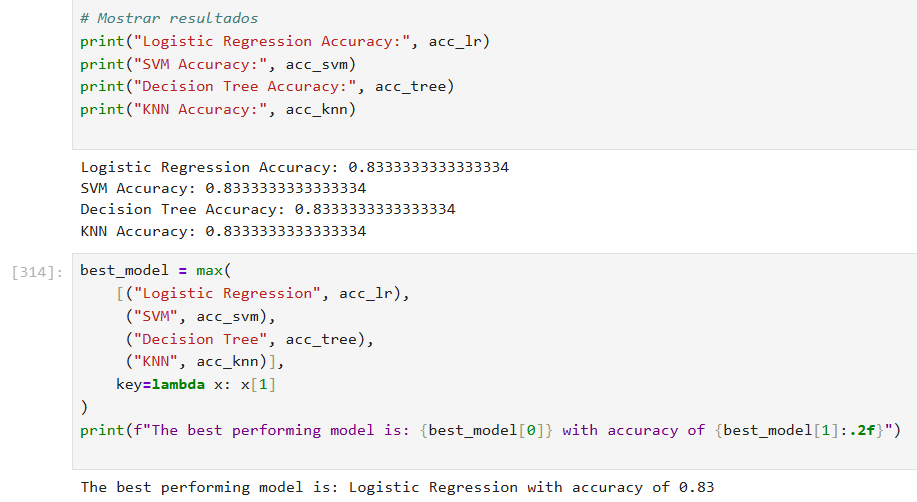 # Mostrar resultados
print("Logistic Regression Accuracy:", acc_lr)
print("SVM Accuracy:", acc_svm)
print("Decision Tree Accuracy:", acc_tree)
print("KNN Accuracy:", acc_knn)
Logistic Regression Accuracy: 0.8333333333333334
SVM Accuracy: 0.8333333333333334
Decision Tree Accuracy: 0.8333333333333334
KNN Accuracy: 0.8333333333333334
[314]:
best_model = max(
    [("Logistic Regression", acc_lr),
     ("SVM", acc_svm),
     ("Decision Tree", acc_tree),
     ("KNN", acc_knn)],
    key=lambda x: x[1]
)
print(f"The best performing model is: {best_model[0]} with accuracy of {best_model[1]:.2f}")
The best performing model is: Logistic Regression with accuracy of 0.83